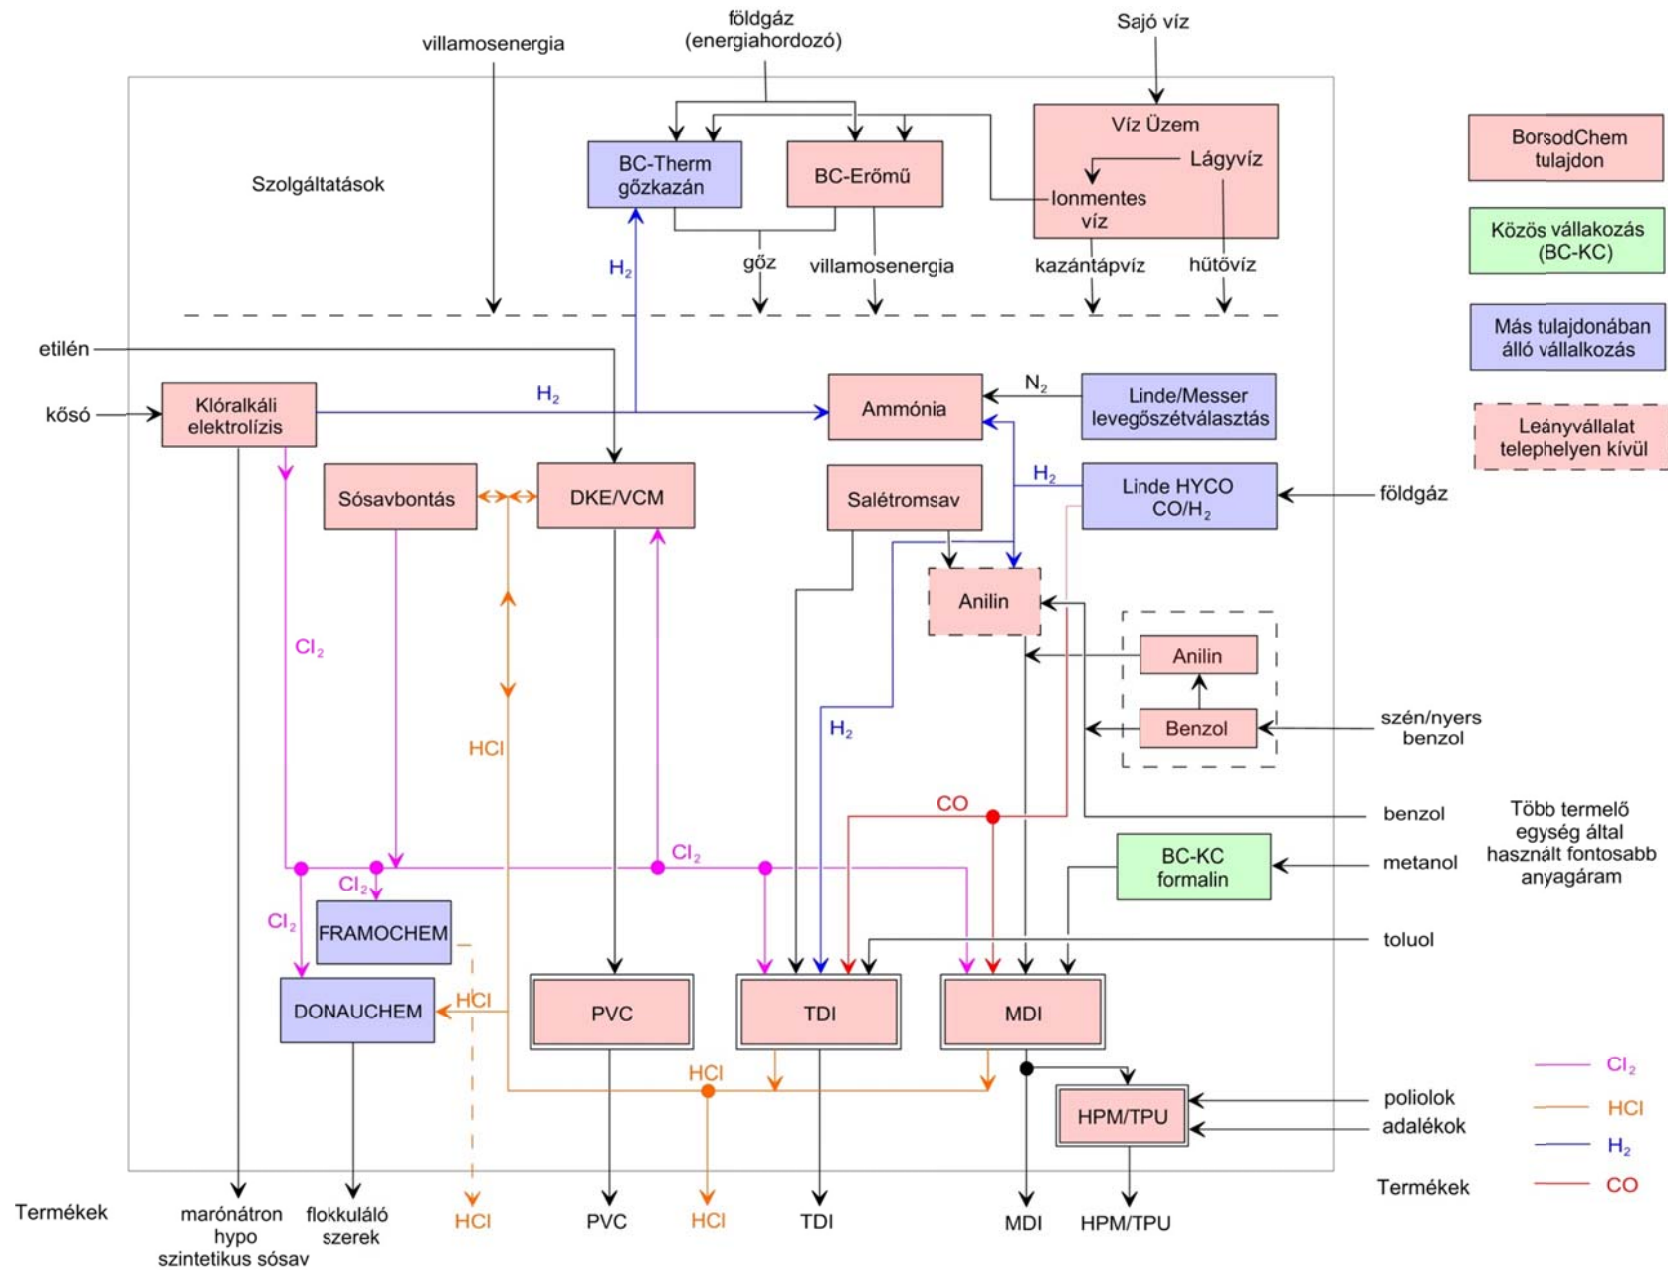 villamosenergia
földgáz
(energiahordozó)
Sajó víz
Szolgáltatások
BC-Therm
gőzkazán
BC-Erőmű
Víz Üzem
Lágyvíz
Ionmentes
víz
H₂
gőz
villamosenergia
kazántápvíz
hűtővíz
BorsodChem
tulajdon
Közös vállakozás
(BC-KC)
Más tulajdonában
álló vállalkozás
Leányvállalat
telephelyen kívül
etilén
kősó
Klóralkáli
elektrolízis
H₂
Ammónia
N₂
Linde/Messer
levegőszétválasztás
Sósavbontás
DKE/VCM
Salétromsav
H₂
Linde HYCO
CO/H₂
földgáz
Anilin
Cl₂
Anilin
Benzol
szén/nyers
benzol
HCl
H₂
CO
benzol
Több termelő
egység által
használt fontosabb
anyagáram
Cl₂
BC-KC
formalin
metanol
Cl₂
Cl₂
FRAMOCHEM
toluol
HCl
DONAUCHEM
PVC
TDI
MDI
HCl
HPM/TPU
poliolok
adalékok
Cl₂
HCl
H₂
CO
Termékek
marónátron
hypo
szintetikus sósav
flokkuláló
szerek
HCl
PVC
HCl
TDI
MDI
HPM/TPU
Termékek